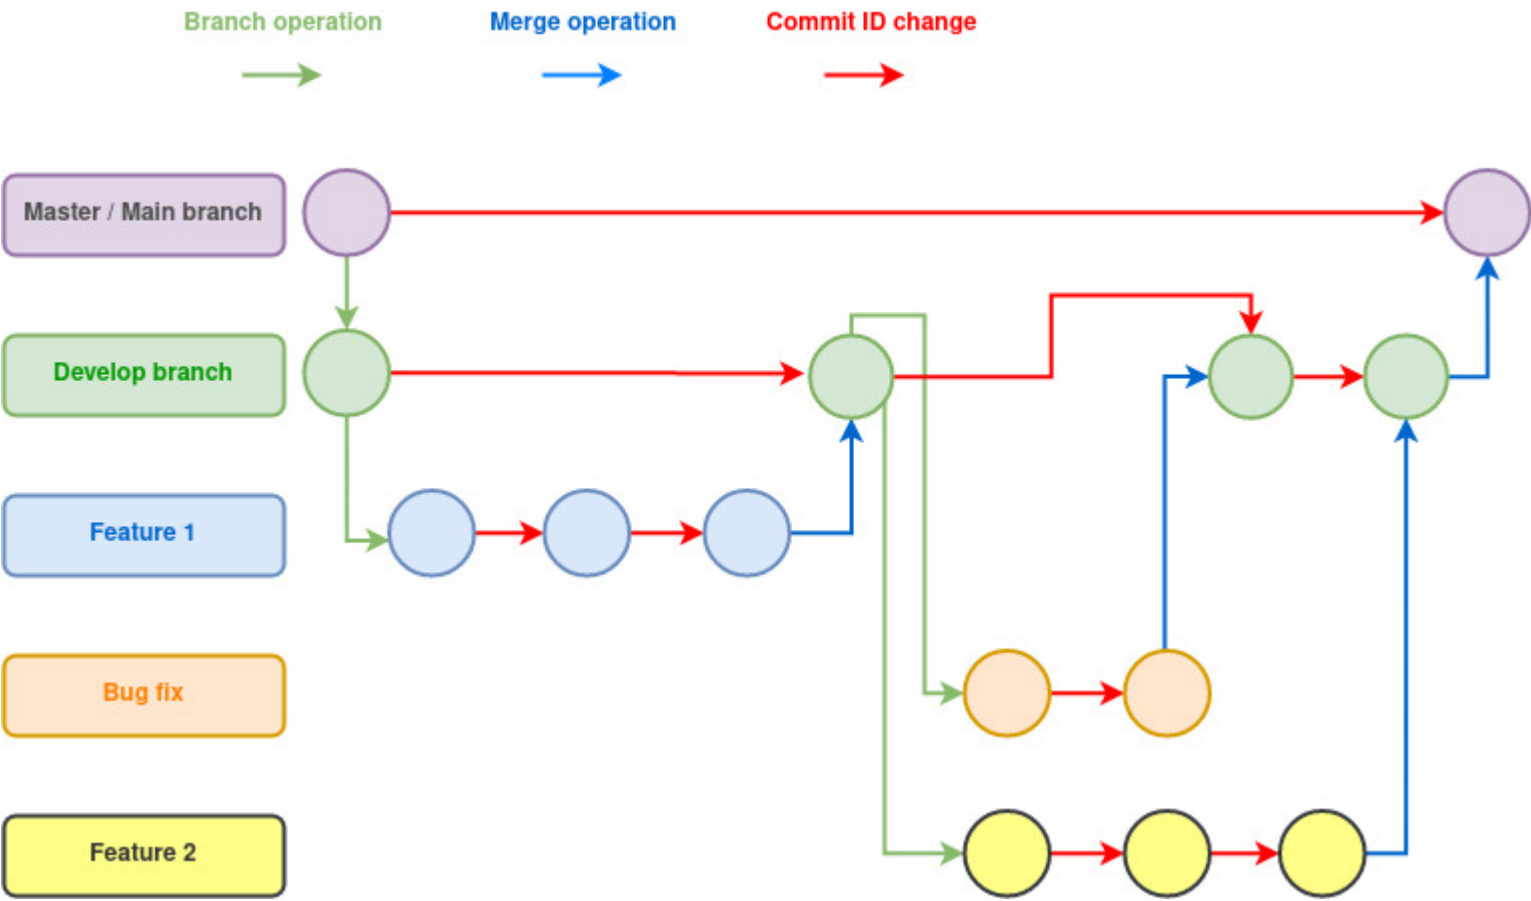 Branch operation
Merge operation
Commit ID change
Master / Main branch
Develop branch
Feature 1
Bug fix
Feature 2